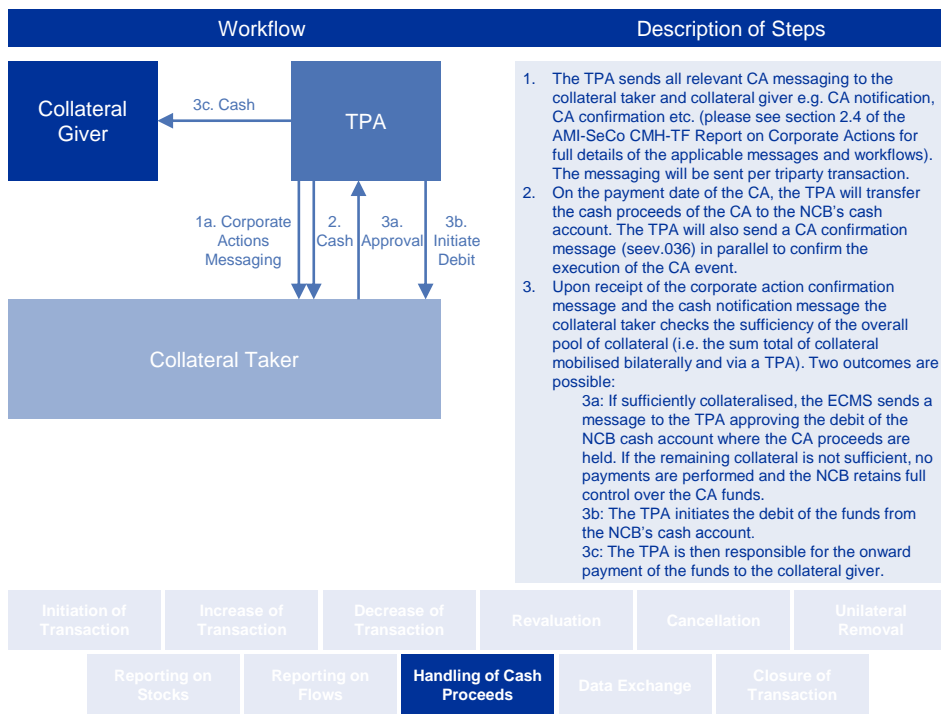 Workflow
Description of Steps
Collateral
Giver
3c. Cash
TPA
1a. Corporate
Actions
Messaging
2.
Cash
3a.
Approval
3b.
Initiate
Debit
Collateral Taker
1. The TPA sends all relevant CA messaging to the
collateral taker and collateral giver e.g. CA notification,
CA confirmation etc. (please see section 2.4 of the
AMI-SeCo CMH-TF Report on Corporate Actions for
full details of the applicable messages and workflows).
The messaging will be sent per triparty transaction.
2. On the payment date of the CA, the TPA will transfer
the cash proceeds of the CA to the NCB's cash
account. The TPA will also send a CA confirmation
message (seev.036) in parallel to confirm the
execution of the CA event.
3. Upon receipt of the corporate action confirmation
message and the cash notification message the
collateral taker checks the sufficiency of the overall
pool of collateral (i.e. the sum total of collateral
mobilised bilaterally and via a TPA). Two outcomes are
possible:
3a: If sufficiently collateralised, the ECMS sends a
message to the TPA approving the debit of the
NCB cash account where the CA proceeds are
held. If the remaining collateral is not sufficient, no
payments are performed and the NCB retains full
control over the CA funds.
3b: The TPA initiates the debit of the funds from
the NCB's cash account.
3c: The TPA is then responsible for the onward
payment of the funds to the collateral giver.
Initiation of
Transaction
Increase of
Transaction
Decrease of
Transaction
Revaluation
Cancellation
Unilateral
Removal
Reporting on
Stocks
Reporting on
Flows
Handling of Cash
Proceeds
Data Exchange
Closure of
Transaction